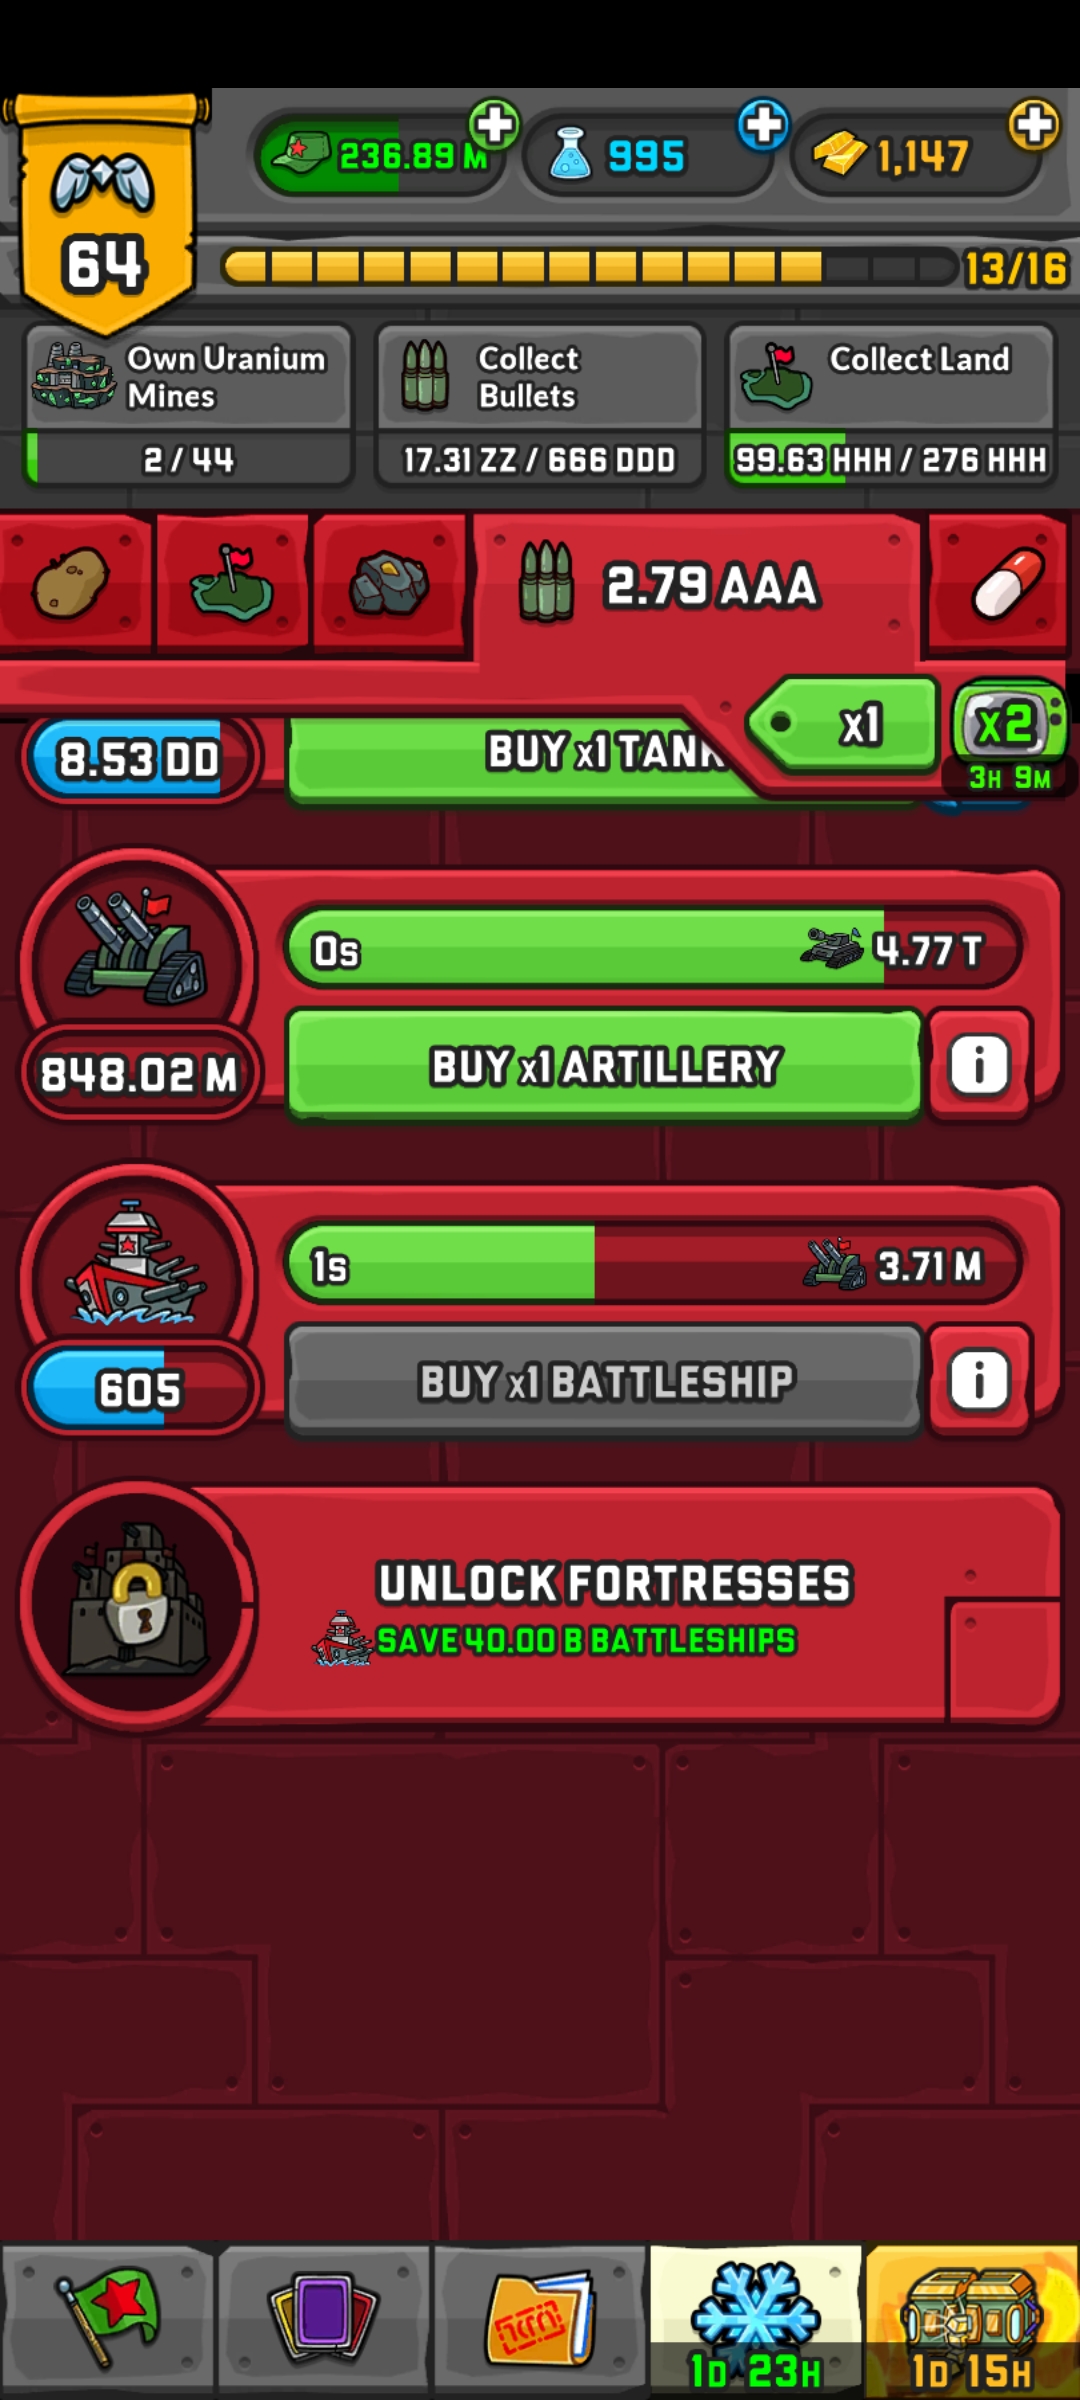 64
236.89 M
995
1,147
13/16
Own Uranium
Mines
2 / 44
Collect
Bullets
17.31 ZZ / 666 DDD
Collect Land
99.63 HHH / 276 HHH
2.79 AAA
x1
x2
3H 9M
8.53 DD
BUY x1 TANK
0s
4.77 T
848.02 M
BUY x1 ARTILLERY
i
1s
3.71 M
605
BUY x1 BATTLESHIP
i
UNLOCK FORTRESSES
SAVE 40.00 B BATTLESHIPS
1D 23H
1D 15H